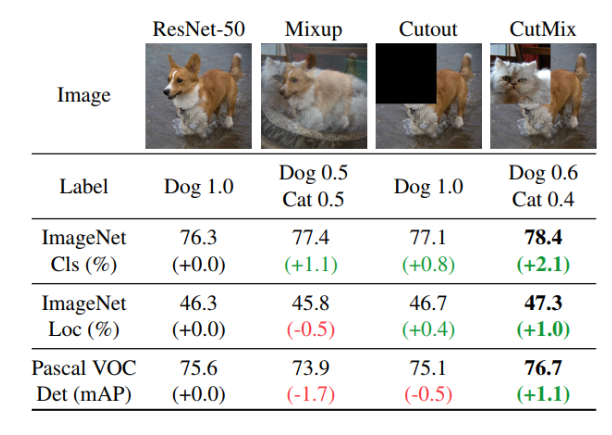 ResNet-50 Mixup Cutout CutMix
Image
Label Dog 1.0 Dog 0.5 Cat 0.5 Dog 1.0 Dog 0.6 Cat 0.4
ImageNet Cls (%) 76.3 (+0.0) 77.4 (+1.1) 77.1 (+0.8) 78.4 (+2.1)
ImageNet Loc (%) 46.3 (+0.0) 45.8 (-0.5) 46.7 (+0.4) 47.3 (+1.0)
Pascal VOC Det (mAP) 75.6 (+0.0) 73.9 (-1.7) 75.1 (-0.5) 76.7 (+1.1)